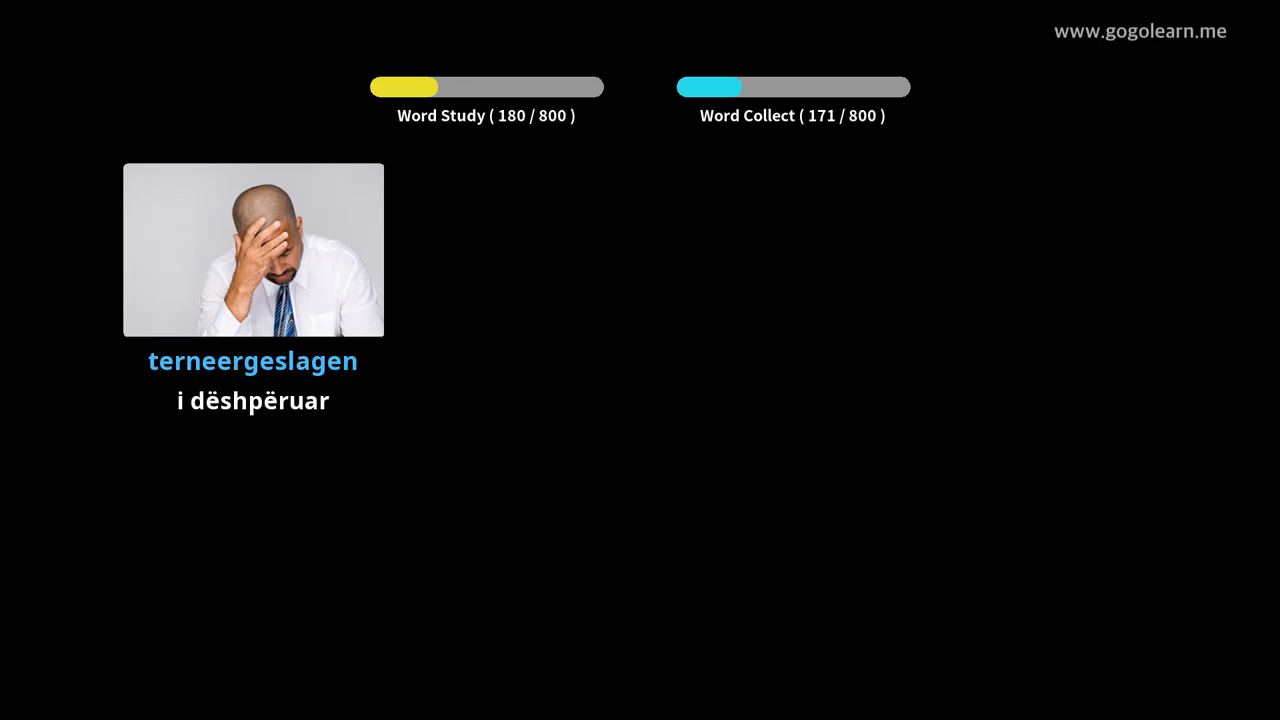 www.gogolearn.me
Word Study ( 180 / 800 )
Word Collect ( 171 / 800 )
terneergeslagen
i dëshpëruar